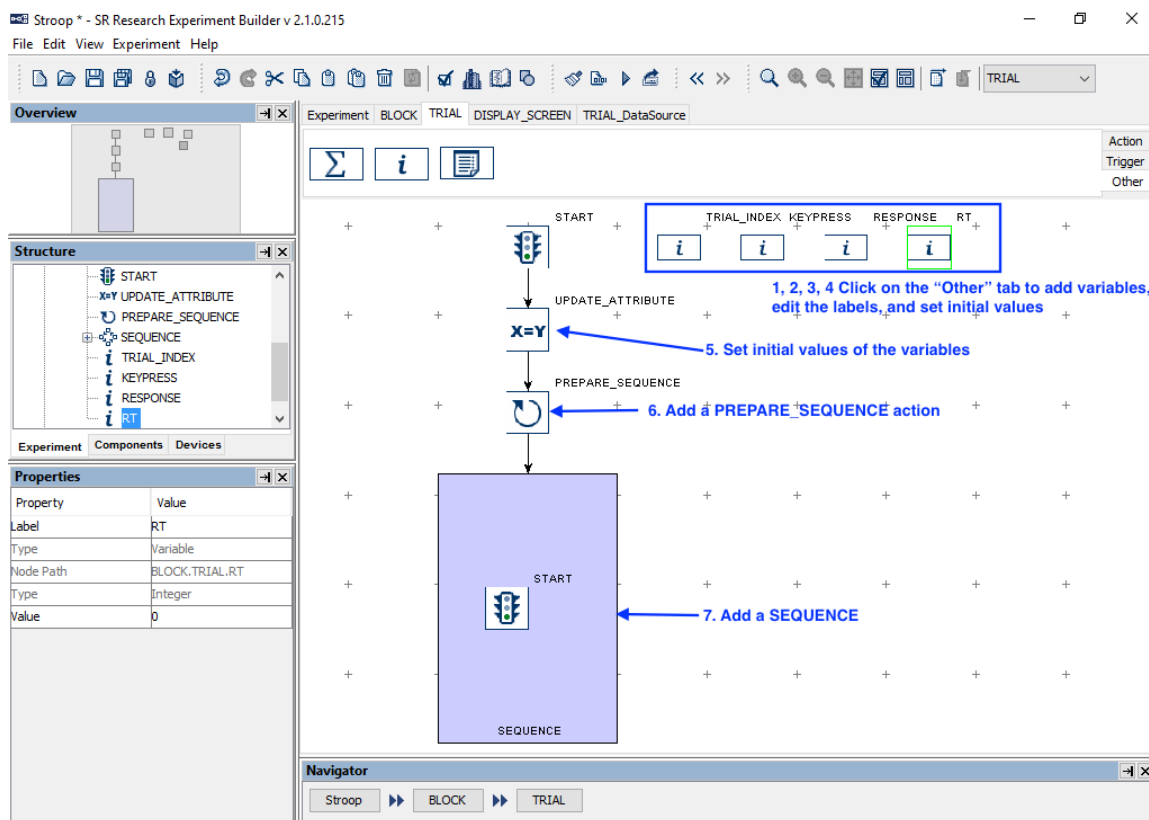 Stroop * - SR Research Experiment Builder v 2.1.0.215
File Edit View Experiment Help
TRIAL
Overview
Experiment BLOCK TRIAL DISPLAY_SCREEN TRIAL_DataSource
Action
Trigger
Other
Structure
START
X=Y UPDATE_ATTRIBUTE
PREPARE_SEQUENCE
SEQUENCE
i TRIAL_INDEX
i KEYPRESS
i RESPONSE
i RT
Experiment Components Devices
Properties
Property Value
Label RT
Type Variable
Node Path BLOCK.TRIAL.RT
Type Integer
Value 0
Σ i
START
TRIAL_INDEX KEYPRESS RESPONSE RT
i i i i
1, 2, 3, 4 Click on the “Other” tab to add variables,
edit the labels, and set initial values
UPDATE_ATTRIBUTE
X=Y
5. Set initial values of the variables
PREPARE_SEQUENCE
6. Add a PREPARE_SEQUENCE action
START
7. Add a SEQUENCE
SEQUENCE
Navigator
Stroop BLOCK TRIAL